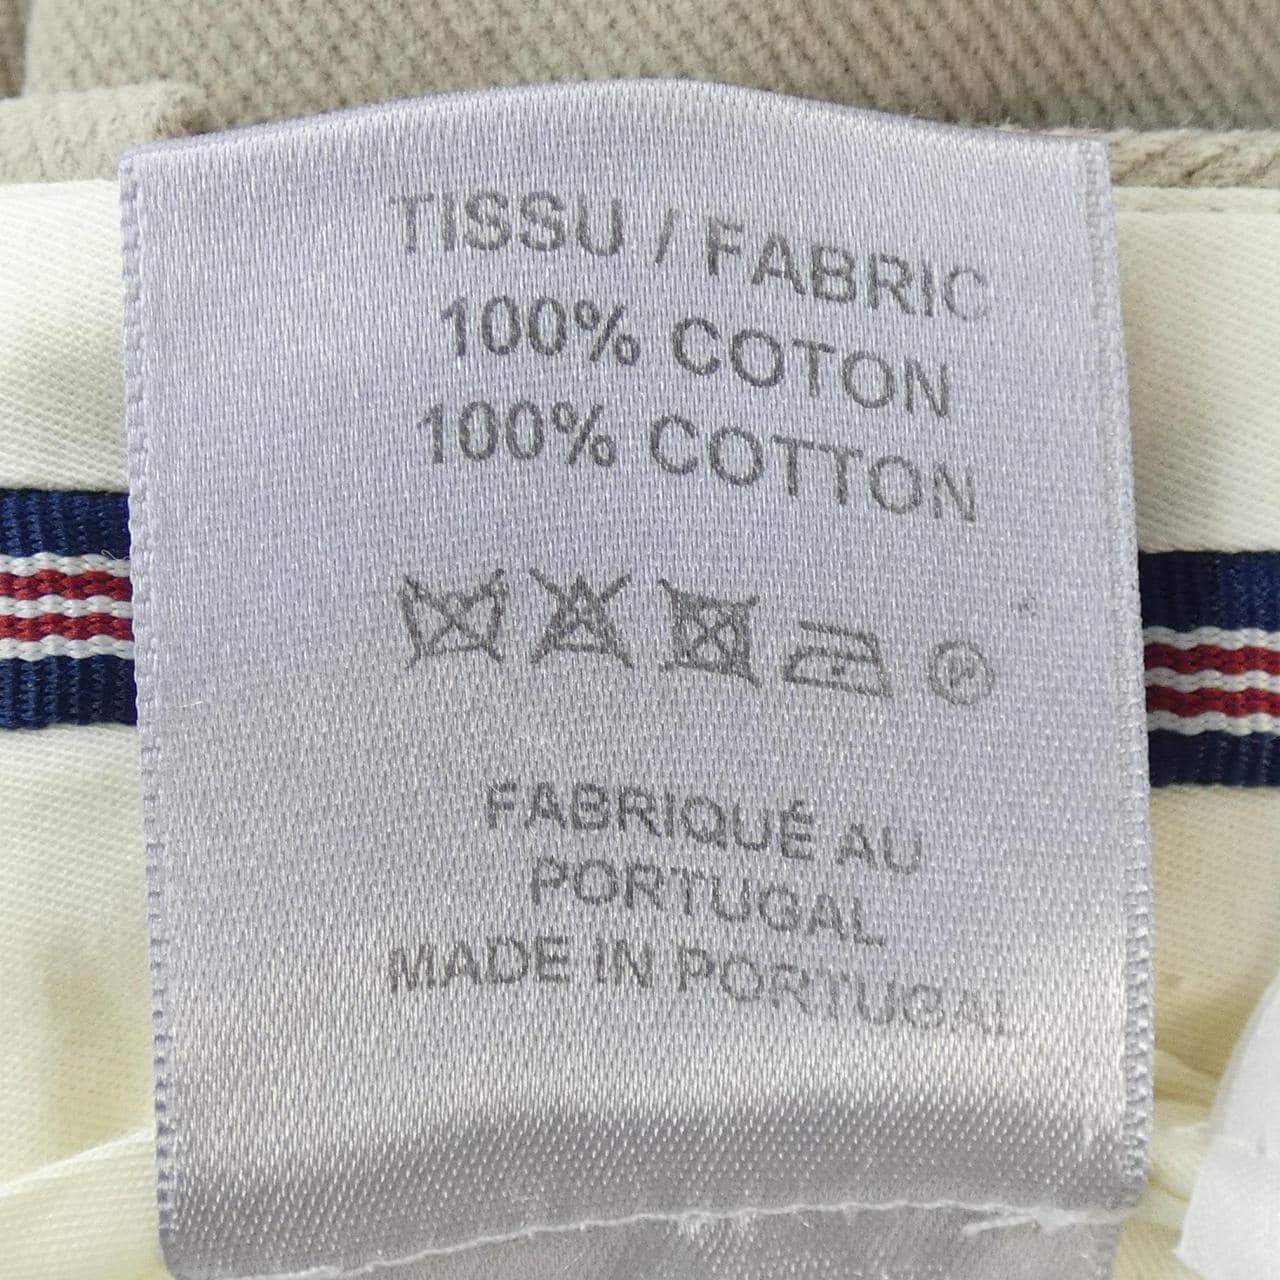 TISSU / FABRIC
100% COTON
100% COTTON
FABRIQUÉ AU
PORTUGAL
MADE IN PORTUGAL